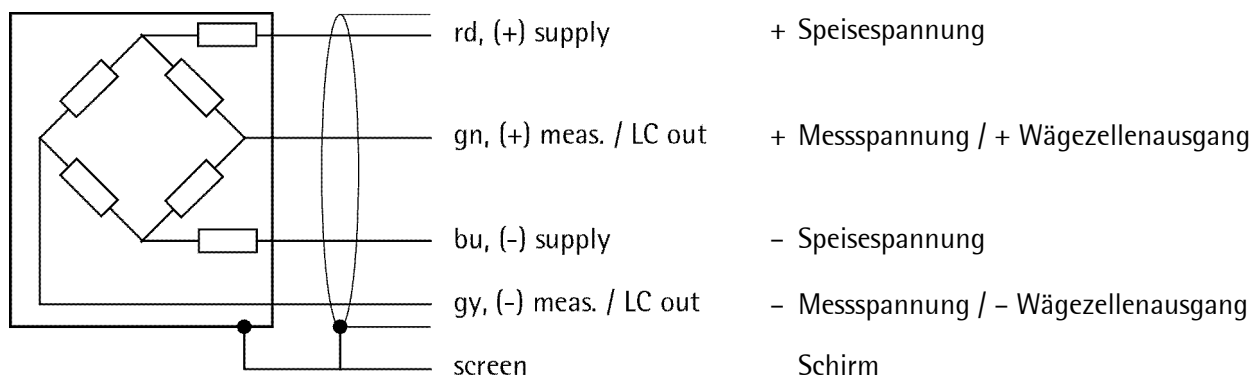 rd, (+) supply + Speisespannung
gn, (+) meas. / LC out + Messspannung / + Wägezellenausgang
bu, (-) supply – Speisespannung
gy, (-) meas. / LC out – Messspannung / – Wägezellenausgang
screen Schirm